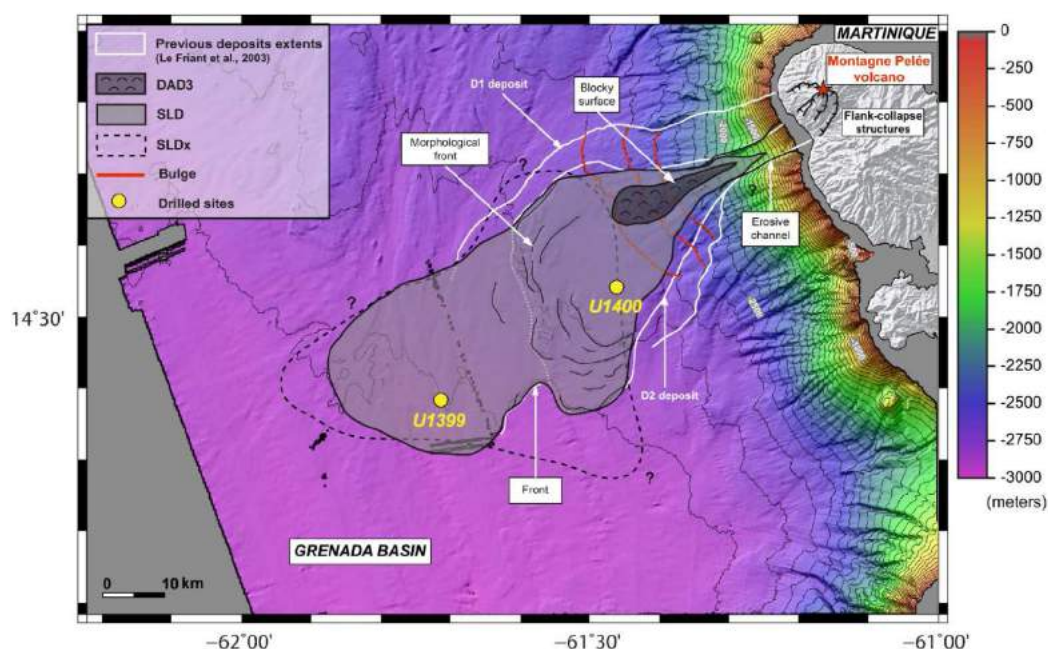 Previous deposits extents
(Le Friant et al., 2003)
DAD3
SLD
SLDx
Bulge
Drilled sites
MARTINIQUE
Montagne Pelée
volcano
Flank-collapse
structures
D1 deposit
Blocky
surface
Morphological
front
Erosive
channel
?
?
?
?
U1400
U1399
D2 deposit
Front
GRENADA BASIN
0 10 km
14°30'
−62°00'
−61°30'
−61°00'
0
-250
-500
-750
-1000
-1250
-1500
-1750
-2000
-2250
-2500
-2750
-3000
(meters)